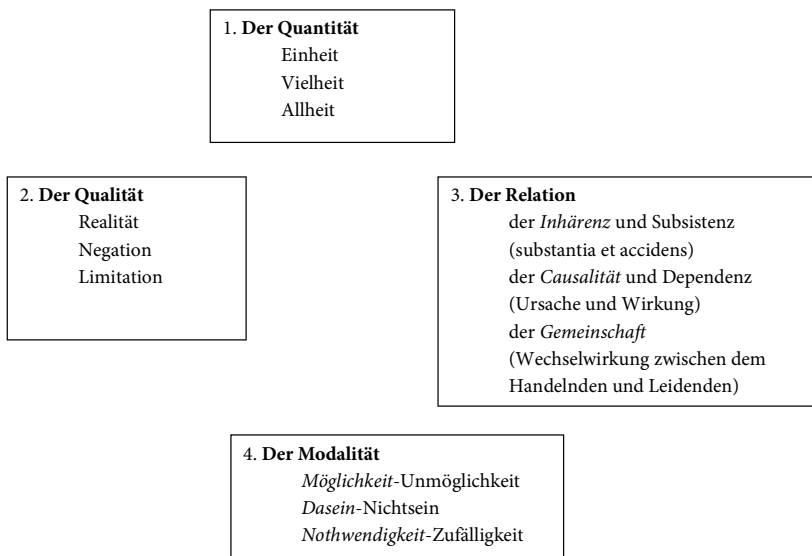 1. Der Quantität
Einheit
Vielheit
Allheit
2. Der Qualität
Realität
Negation
Limitation
3. Der Relation
der Inhärenz und Subsistenz
(substantia et accidens)
der Causalität und Dependenz
(Ursache und Wirkung)
der Gemeinschaft
(Wechselwirkung zwischen dem
Handelnden und Leidenden)
4. Der Modalität
Möglichkeit-Unmöglichkeit
Dasein-Nichtsein
Nothwendigkeit-Zufälligkeit